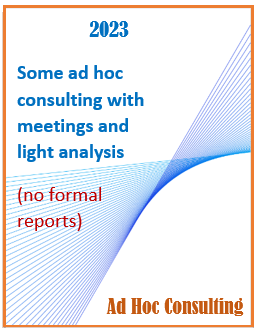 2023
Some ad hoc
consulting with
meetings and
light analysis
(no formal
reports)
Ad Hoc Consulting